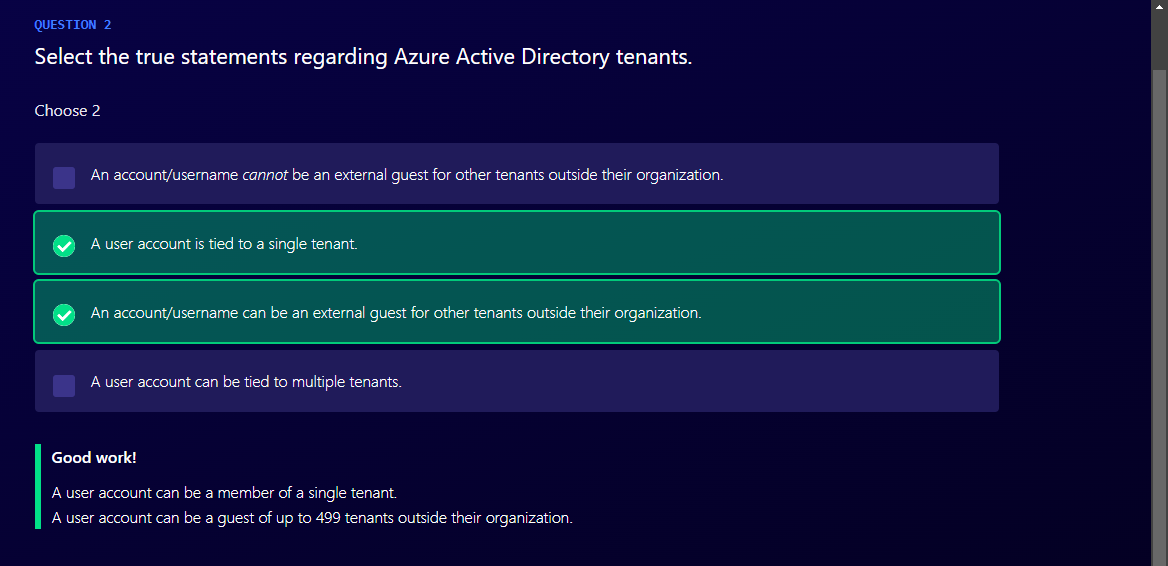 QUESTION 2
Select the true statements regarding Azure Active Directory tenants.
Choose 2
An account/username cannot be an external guest for other tenants outside their organization.
A user account is tied to a single tenant.
An account/username can be an external guest for other tenants outside their organization.
A user account can be tied to multiple tenants.
Good work!
A user account can be a member of a single tenant.
A user account can be a guest of up to 499 tenants outside their organization.